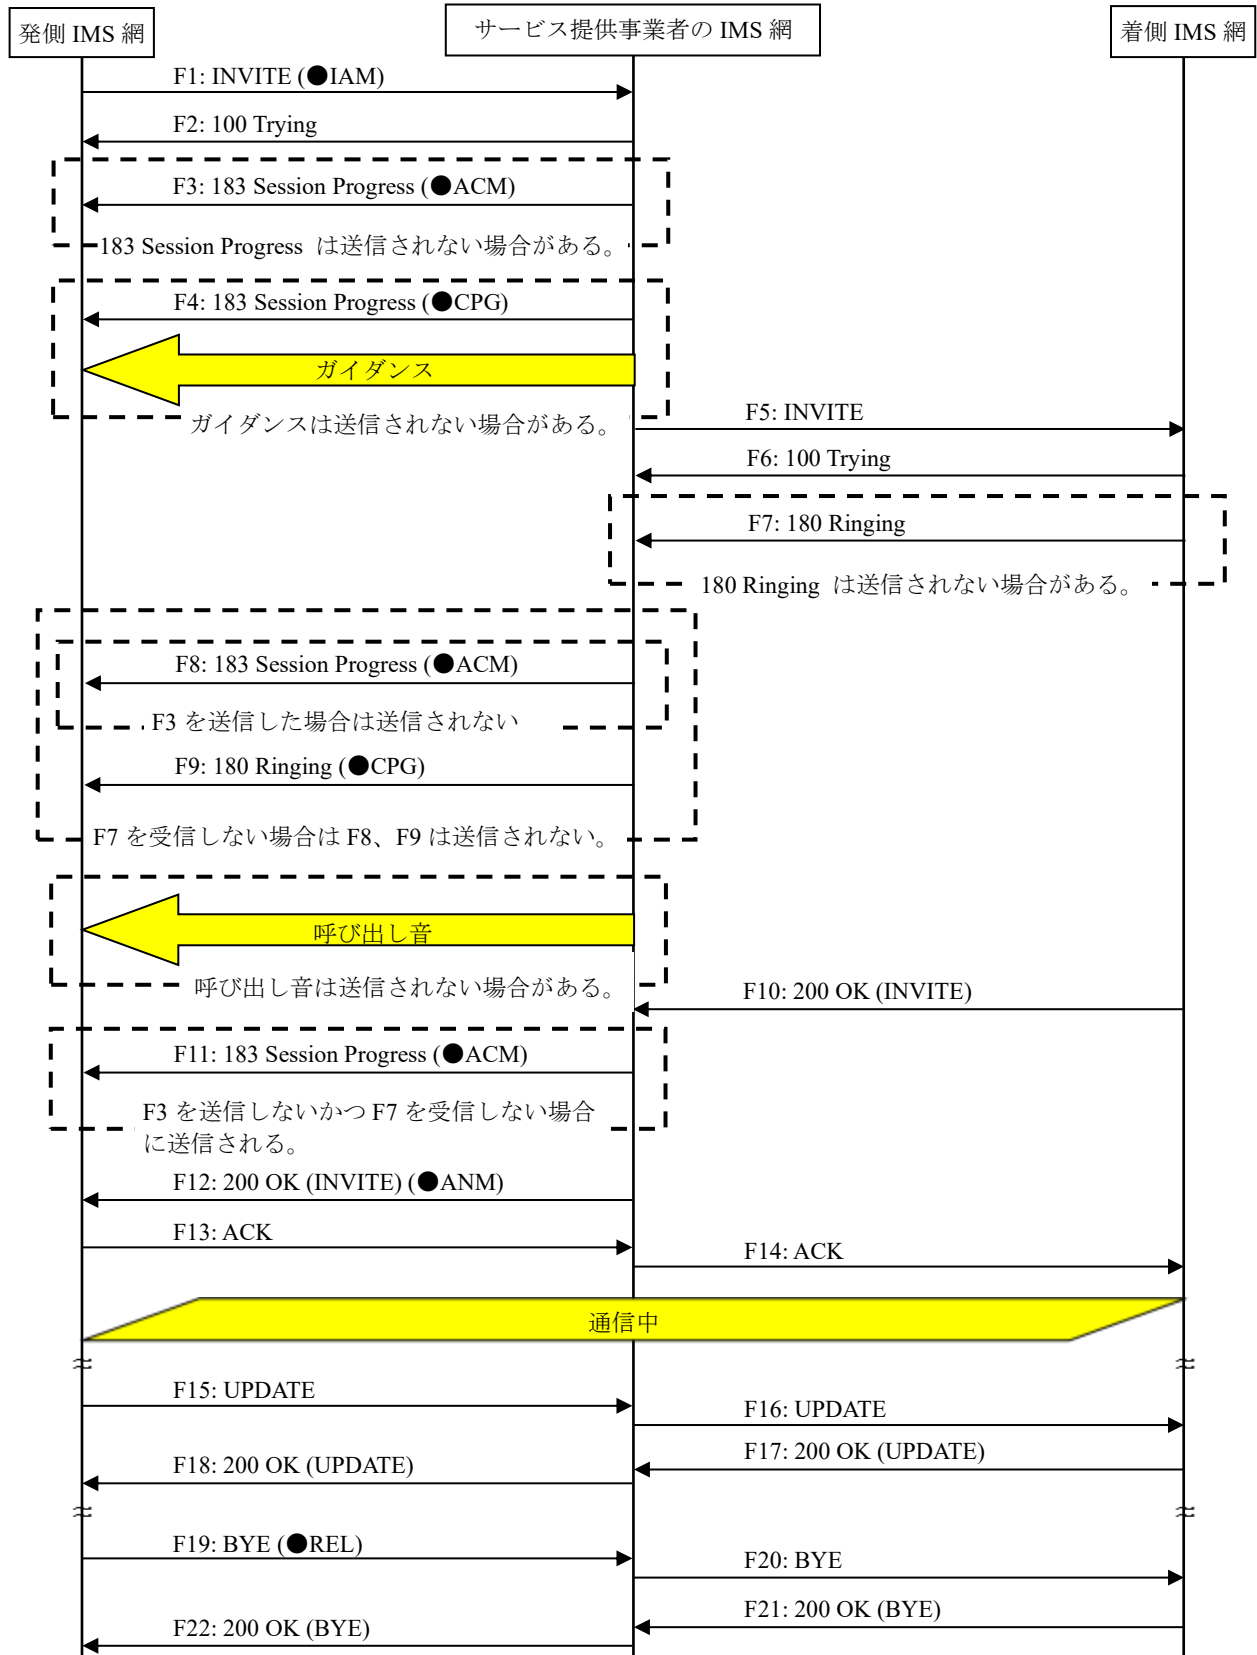 発側 IMS 網
サービス提供事業者の IMS 網
着側 IMS 網
F1: INVITE (●IAM)
F2: 100 Trying
F3: 183 Session Progress (●ACM)
183 Session Progress は送信されない場合がある。
F4: 183 Session Progress (●CPG)
ガイダンス
ガイダンスは送信されない場合がある。
F5: INVITE
F6: 100 Trying
F7: 180 Ringing
180 Ringing は送信されない場合がある。
F8: 183 Session Progress (●ACM)
F3 を送信した場合は送信されない
F9: 180 Ringing (●CPG)
F7 を受信しない場合は F8、F9 は送信されない。
呼び出し音
呼び出し音は送信されない場合がある。
F10: 200 OK (INVITE)
F11: 183 Session Progress (●ACM)
F3 を送信しないかつ F7 を受信しない場合
に送信される。
F12: 200 OK (INVITE) (●ANM)
F13: ACK
F14: ACK
通信中
F15: UPDATE
F16: UPDATE
F17: 200 OK (UPDATE)
F18: 200 OK (UPDATE)
F19: BYE (●REL)
F20: BYE
F21: 200 OK (BYE)
F22: 200 OK (BYE)